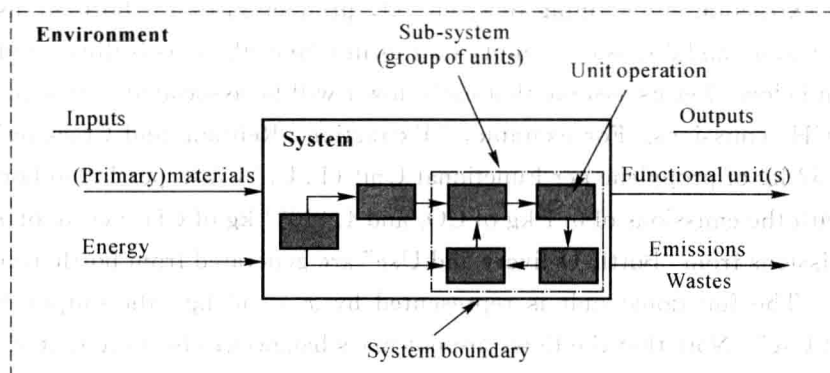 Environment
Sub-system
(group of units)
Unit operation
Inputs
Outputs
System
(Primary)materials
Functional unit(s)
Energy
Emissions
Wastes
System boundary